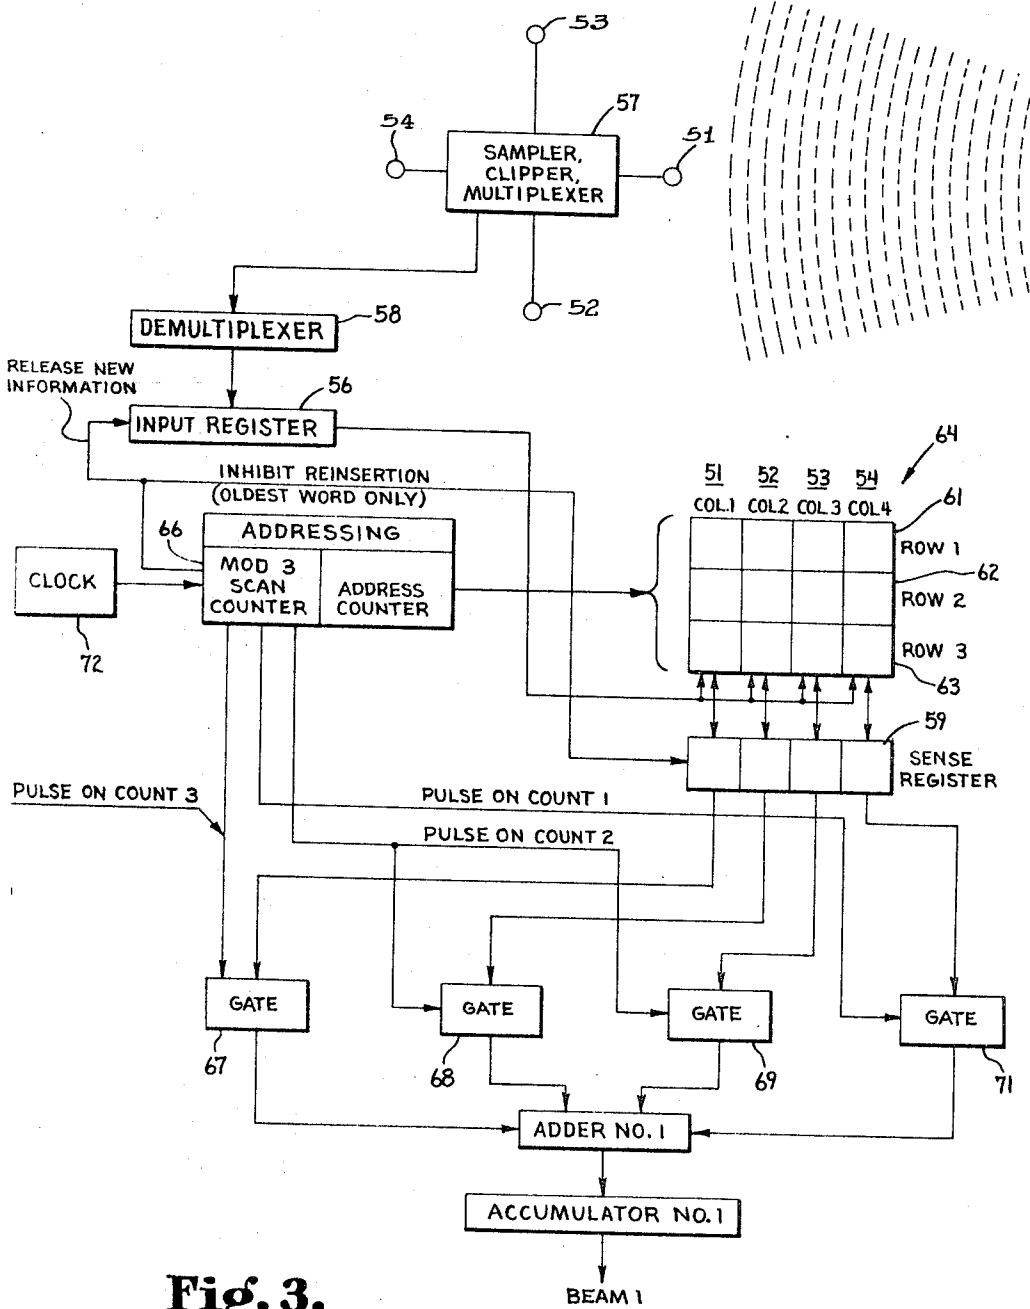 53
57
54
51
SAMPLER,
CLIPPER,
MULTIPLEXER
52
DEMULTIPLEXER
58
RELEASE NEW
INFORMATION
56
INPUT REGISTER
64
INHIBIT REINSERTION
(OLDEST WORD ONLY)
51 52 53 54
COL.1 COL2 COL.3 COL4
61
66
ADDRESSING
ROW 1
CLOCK
MOD 3
SCAN
COUNTER
ADDRESS
COUNTER
62
ROW 2
72
ROW 3
63
59
SENSE
REGISTER
PULSE ON COUNT 3
PULSE ON COUNT 1
PULSE ON COUNT 2
GATE
GATE
GATE
GATE
67
68
69
71
ADDER NO. 1
ACCUMULATOR NO. 1
BEAM 1
Fig. 3.